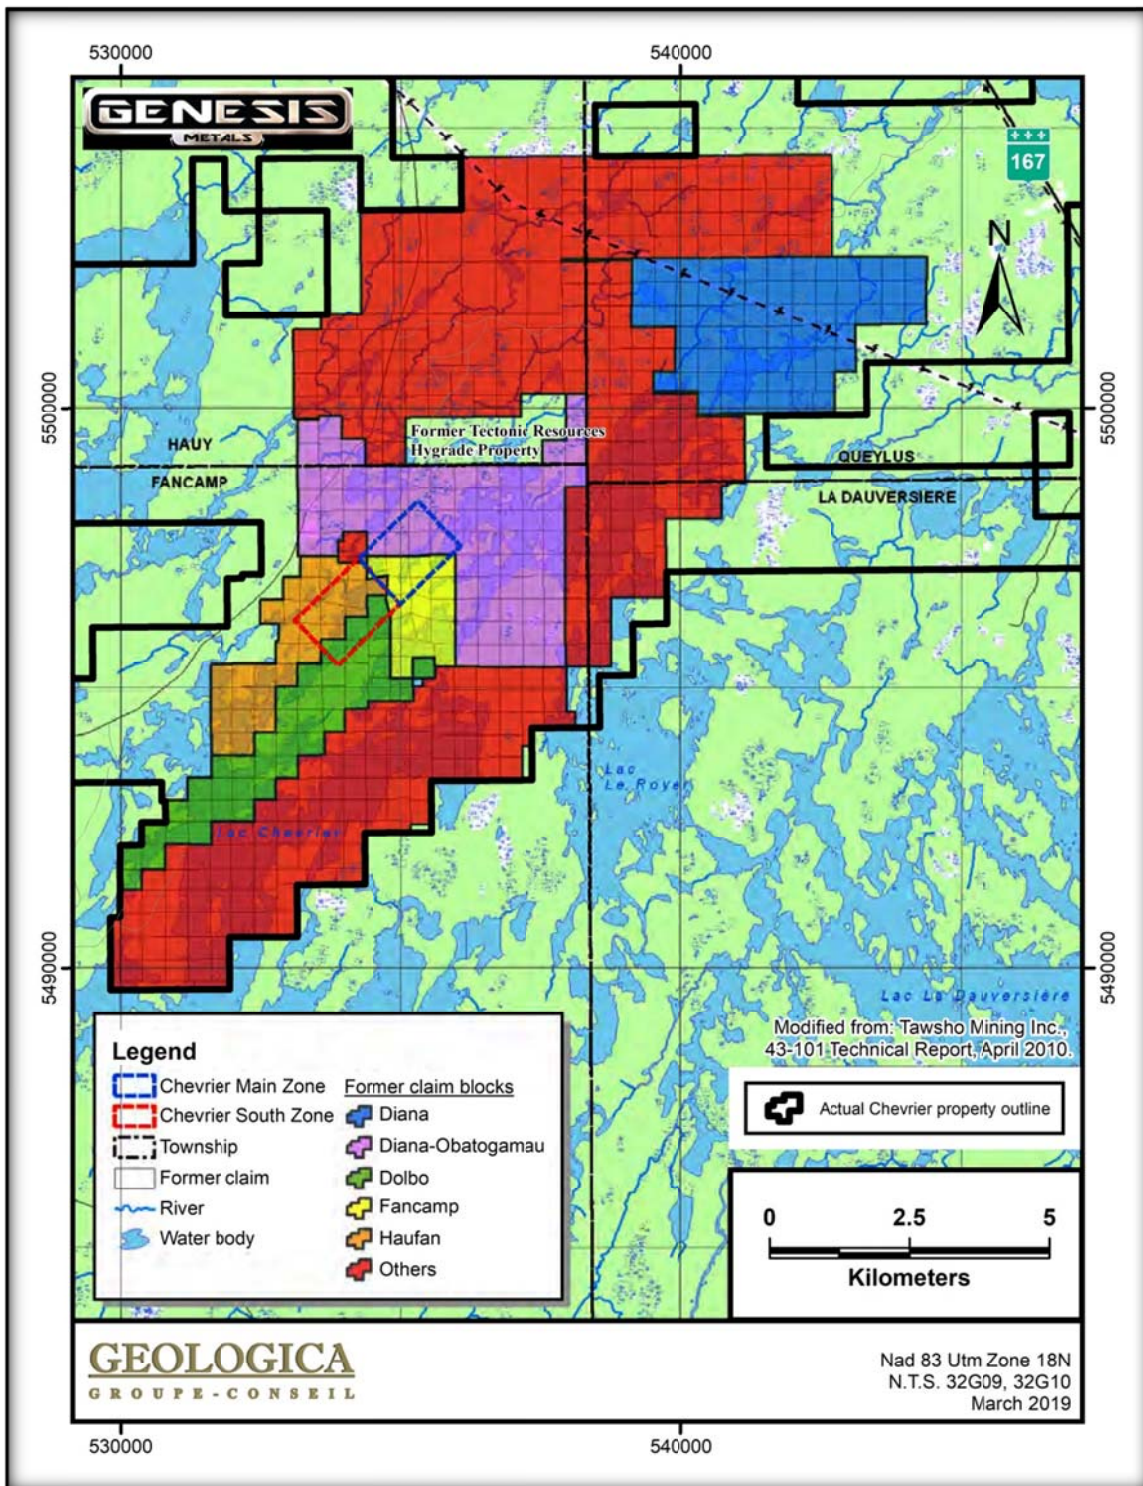 530000
540000
GENESIS
METALS
167
N
5500000
5500000
HAUY
Former Tectonic Resources
Hygrade Property
QUEYLUS
FANCAMP
LA DAUVERSIERE
Lac
Le Royer
Lac Chevrier
5490000
5490000
Lac La Dauversière
Modified from: Tawsho Mining Inc.,
43-101 Technical Report, April 2010.
Legend
Chevrier Main Zone
Chevrier South Zone
Township
Former claim
River
Water body
Former claim blocks
Diana
Diana-Obatogamau
Dolbo
Fancamp
Haufan
Others
Actual Chevrier property outline
0 2.5 5
Kilometers
GEOLOGICA
GROUPE-CONSEIL
Nad 83 Utm Zone 18N
N.T.S. 32G09, 32G10
March 2019
530000
540000